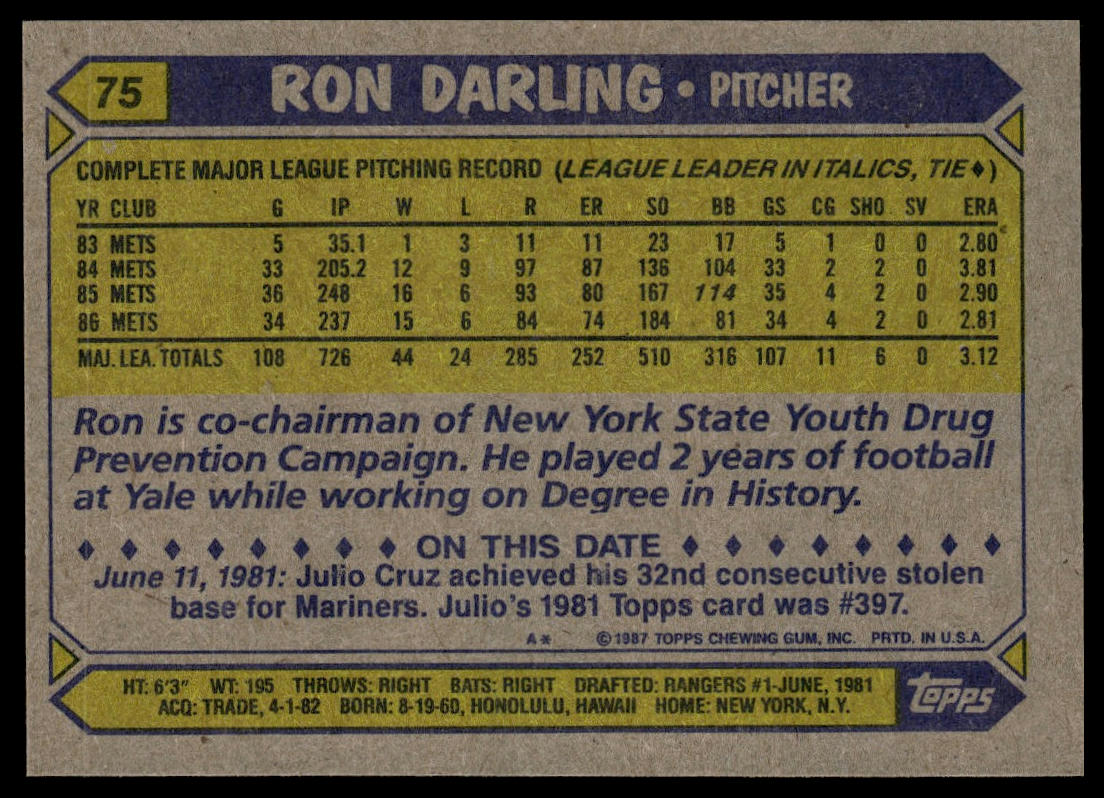 75 RON DARLING • PITCHER
COMPLETE MAJOR LEAGUE PITCHING RECORD (LEAGUE LEADER IN ITALICS, TIE♦)
YR CLUB G IP W L R ER SO BB GS CG SHO SV ERA
83 METS 5 35.1 1 3 11 11 23 17 5 1 0 0 2.80
84 METS 33 205.2 12 9 97 87 136 104 33 2 2 0 3.81
85 METS 36 248 16 6 93 80 167 114 35 4 2 0 2.90
86 METS 34 237 15 6 84 74 184 81 34 4 2 0 2.81
MAJ. LEA. TOTALS 108 726 44 24 285 252 510 316 107 11 6 0 3.12
Ron is co-chairman of New York State Youth Drug
Prevention Campaign. He played 2 years of football
at Yale while working on Degree in History.
♦ ♦ ♦ ♦ ♦ ♦ ♦ ♦ ON THIS DATE ♦ ♦ ♦ ♦ ♦ ♦ ♦ ♦
June 11, 1981: Julio Cruz achieved his 32nd consecutive stolen
base for Mariners. Julio's 1981 Topps card was #397.
A* ©1987 TOPPS CHEWING GUM, INC. PRTD. IN U.S.A.
HT: 6'3" WT: 195 THROWS: RIGHT BATS: RIGHT DRAFTED: RANGERS #1-JUNE, 1981
ACQ: TRADE, 4-1-82 BORN: 8-19-60, HONOLULU, HAWAII HOME: NEW YORK, N.Y.
topps